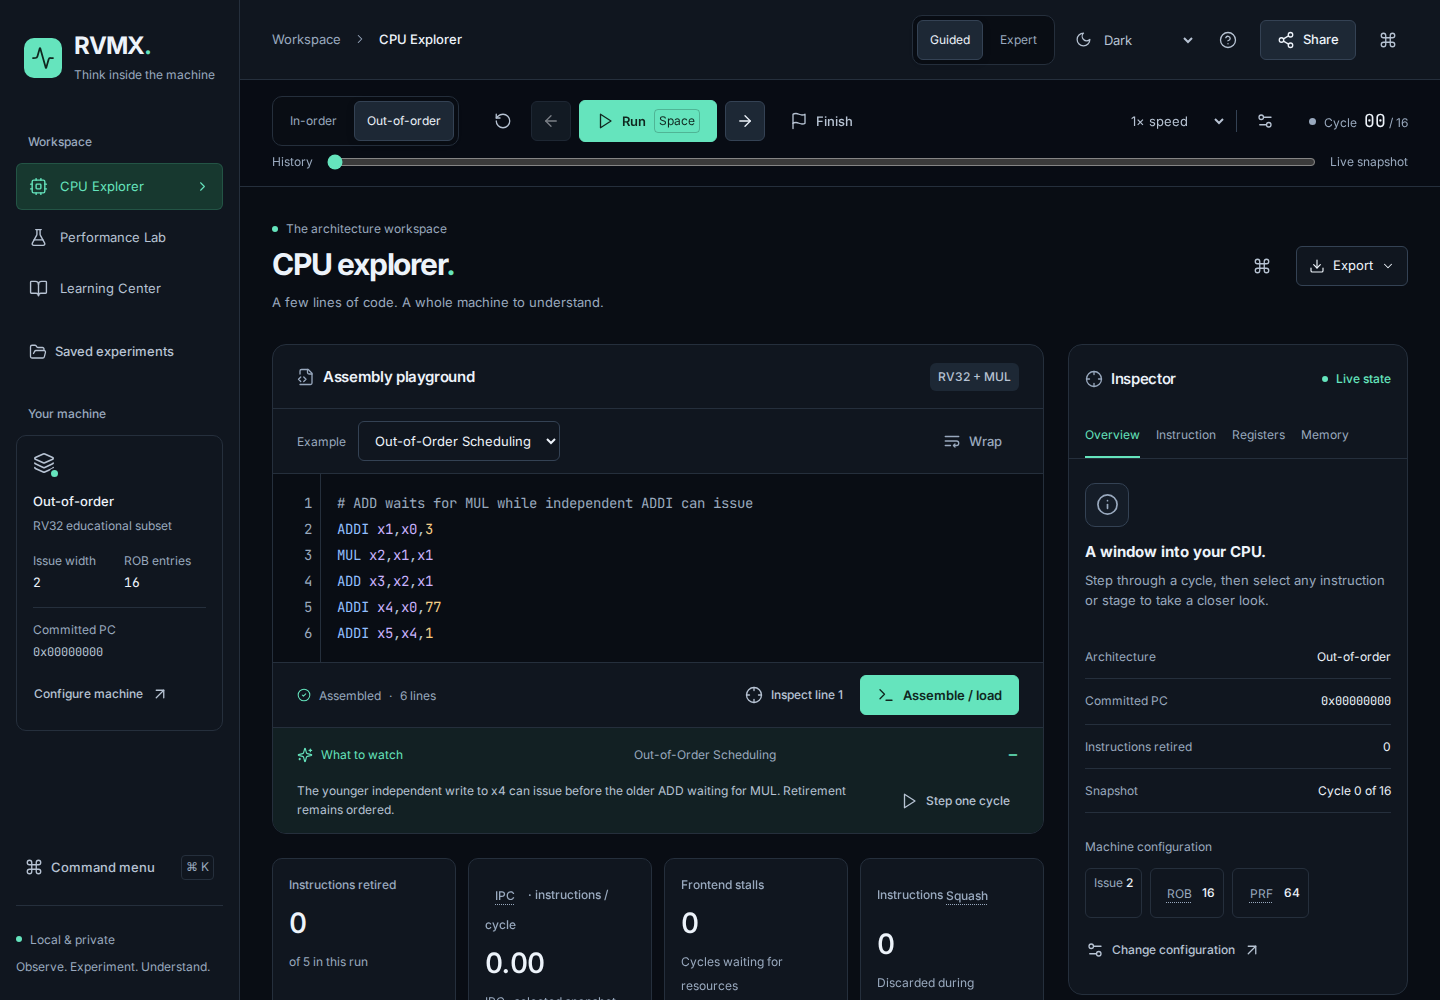 RVMX.
Think inside the machine
Workspace
CPU Explorer
Performance Lab
Learning Center
Saved experiments
Your machine
Out-of-order
RV32 educational subset
Issue width ROB entries
2 16
Committed PC
0x00000000
Configure machine
Command menu ⌘ K
Local & private
Observe. Experiment. Understand.
Workspace > CPU Explorer
Guided Expert Dark Share
In-order Out-of-order Run Space Finish 1× speed Cycle 00 / 16
History Live snapshot
The architecture workspace
CPU explorer.
A few lines of code. A whole machine to understand.
Export
Assembly playground RV32 + MUL
Example Out-of-Order Scheduling Wrap
1 # ADD waits for MUL while independent ADDI can issue
2 ADDI x1,x0,3
3 MUL x2,x1,x1
4 ADD x3,x2,x1
5 ADDI x4,x0,77
6 ADDI x5,x4,1
Assembled · 6 lines Inspect line 1 Assemble / load
What to watch Out-of-Order Scheduling
The younger independent write to x4 can issue before the older ADD waiting for MUL. Retirement
remains ordered.
Step one cycle
Instructions retired
0
of 5 in this run
IPC · instructions /
cycle
0.00
IPC · selected snapshot
Frontend stalls
0
Cycles waiting for
resources
Instructions Squash
0
Discarded during
Inspector Live state
Overview Instruction Registers Memory
A window into your CPU.
Step through a cycle, then select any instruction
or stage to take a closer look.
Architecture Out-of-order
Committed PC 0x00000000
Instructions retired 0
Snapshot Cycle 0 of 16
Machine configuration
Issue 2 ROB 16 PRF 64
Change configuration